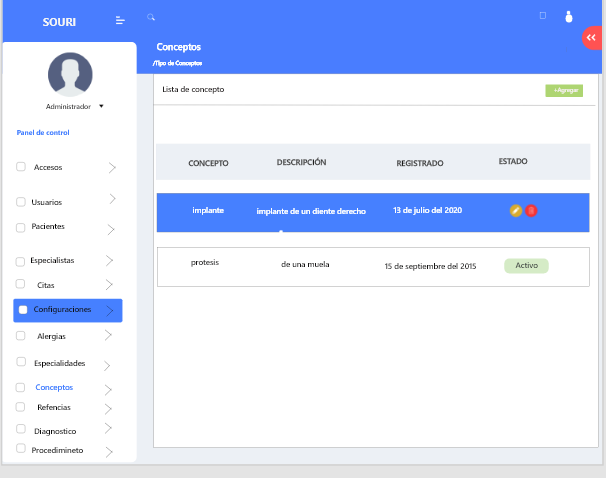 SOURI
Conceptos
/Tipo de Conceptos
Administrador
Panel de control
Accesos
Usuarios
Pacientes
Especialistas
Citas
Configuraciones
Alergias
Especialidades
Conceptos
Refencias
Diagnostico
Procedimineto
Lista de concepto
+Agregar
CONCEPTO DESCRIPCIÓN REGISTRADO ESTADO
implante implante de un diente derecho 13 de julio del 2020
protesis de una muela 15 de septiembre del 2015 Activo